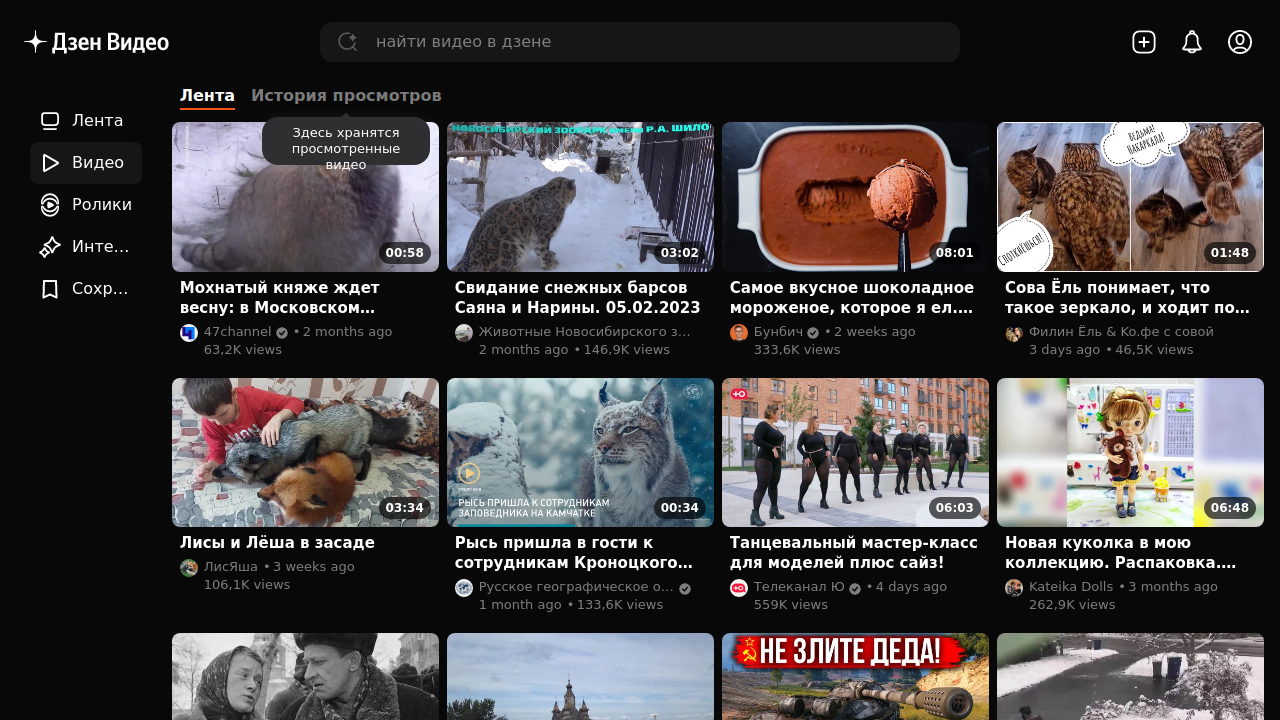 Дзен Видео
найти видео в дзене
Лента
История просмотров
Здесь хранятся
просмотренные
видео
Лента
Видео
Ролики
Инте...
Сохр...
00:58
НОВОСИБИРСКИЙ ЗООПАРК ИМЕНИ Р.А. ШИЛО
03:02
08:01
ВЕДЬМА!
НАКАРКАЛА!
СПОТКНЁШЬСЯ!
01:48
Мохнатый княже ждет
весну: в Московском...
47channel • 2 months ago
63,2K views
Свидание снежных барсов
Саяна и Нарины. 05.02.2023
Животные Новосибирского з...
2 months ago • 146,9K views
Самое вкусное шоколадное
мороженое, которое я ел....
Бунбич • 2 weeks ago
333,6K views
Сова Ёль понимает, что
такое зеркало, и ходит по...
Филин Ёль & Ко.фе с совой
3 days ago • 46,5K views
03:34
РЫСЬ ПРИШЛА К СОТРУДНИКАМ
ЗАПОВЕДНИКА НА КАМЧАТКЕ
00:34
Ю
06:03
06:48
Лисы и Лёша в засаде
ЛисЯша • 3 weeks ago
106,1K views
Рысь пришла в гости к
сотрудникам Кроноцкого...
Русское географическое о...
1 month ago • 133,6K views
Танцевальный мастер-класс
для моделей плюс сайз!
Телеканал Ю • 4 days ago
559K views
Новая куколка в мою
коллекцию. Распаковка....
Kateika Dolls • 3 months ago
262,9K views
НЕ ЗЛИТЕ ДЕДА!